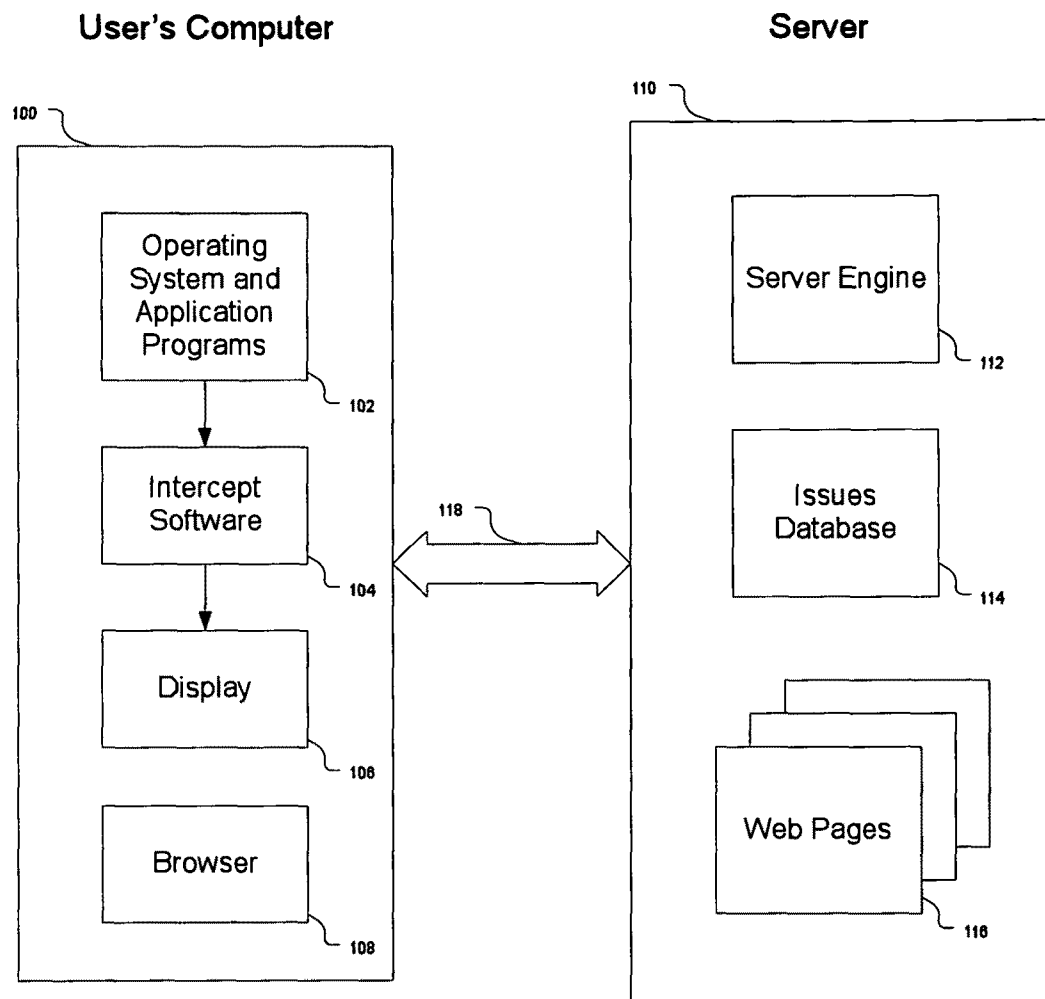 User's Computer
Server
100
110
Operating
System and
Application
Programs
102
Intercept
Software
104
Display
106
Browser
108
118
Server Engine
112
Issues
Database
114
Web Pages
116